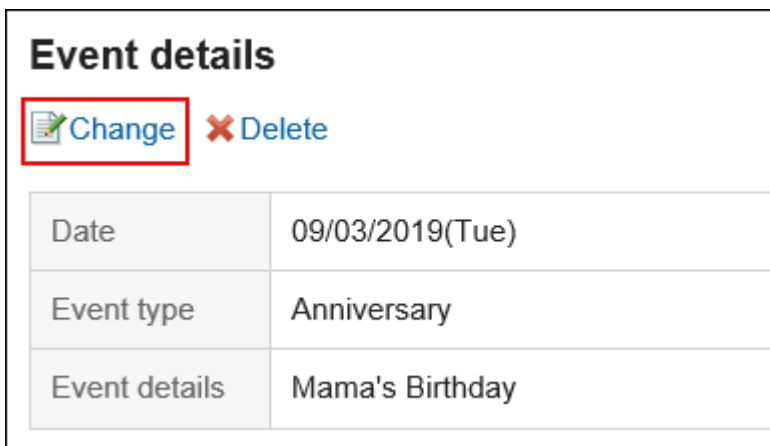 Event details
Change Delete
Date 09/03/2019(Tue)
Event type Anniversary
Event details Mama's Birthday